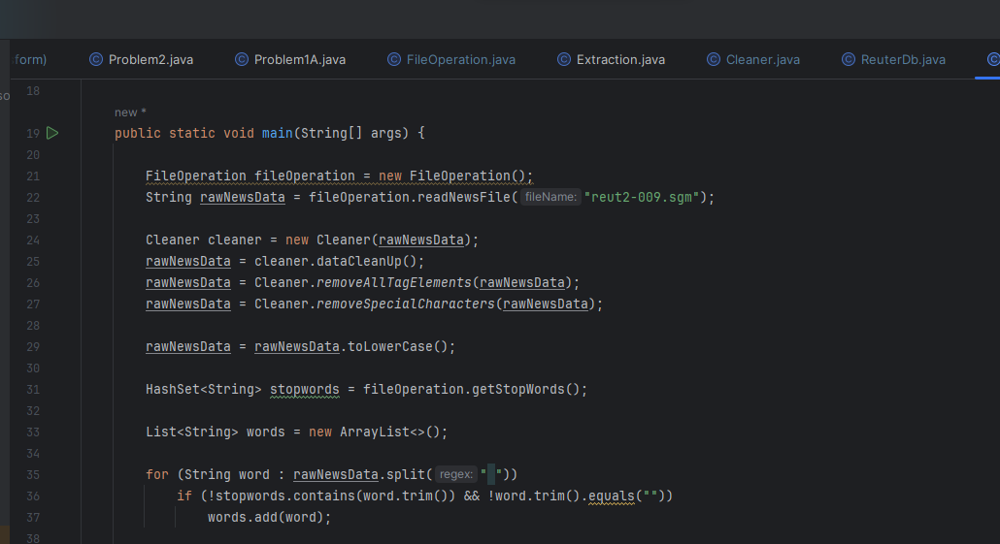 form) Problem2.java Problem1A.java FileOperation.java Extraction.java Cleaner.java ReuterDb.java
so
18
new *
19 public static void main(String[] args) {
20
21 FileOperation fileOperation = new FileOperation();
22 String rawNewsData = fileOperation.readNewsFile( fileName: "reut2-009.sgm");
23
24 Cleaner cleaner = new Cleaner(rawNewsData);
25 rawNewsData = cleaner.dataCleanUp();
26 rawNewsData = Cleaner.removeAllTagElements(rawNewsData);
27 rawNewsData = Cleaner.removeSpecialCharacters(rawNewsData);
28
29 rawNewsData = rawNewsData.toLowerCase();
30
31 HashSet<String> stopwords = fileOperation.getStopWords();
32
33 List<String> words = new ArrayList<>();
34
35 for (String word : rawNewsData.split( regex: " "))
36 if (!stopwords.contains(word.trim()) && !word.trim().equals(""))
37 words.add(word);
38